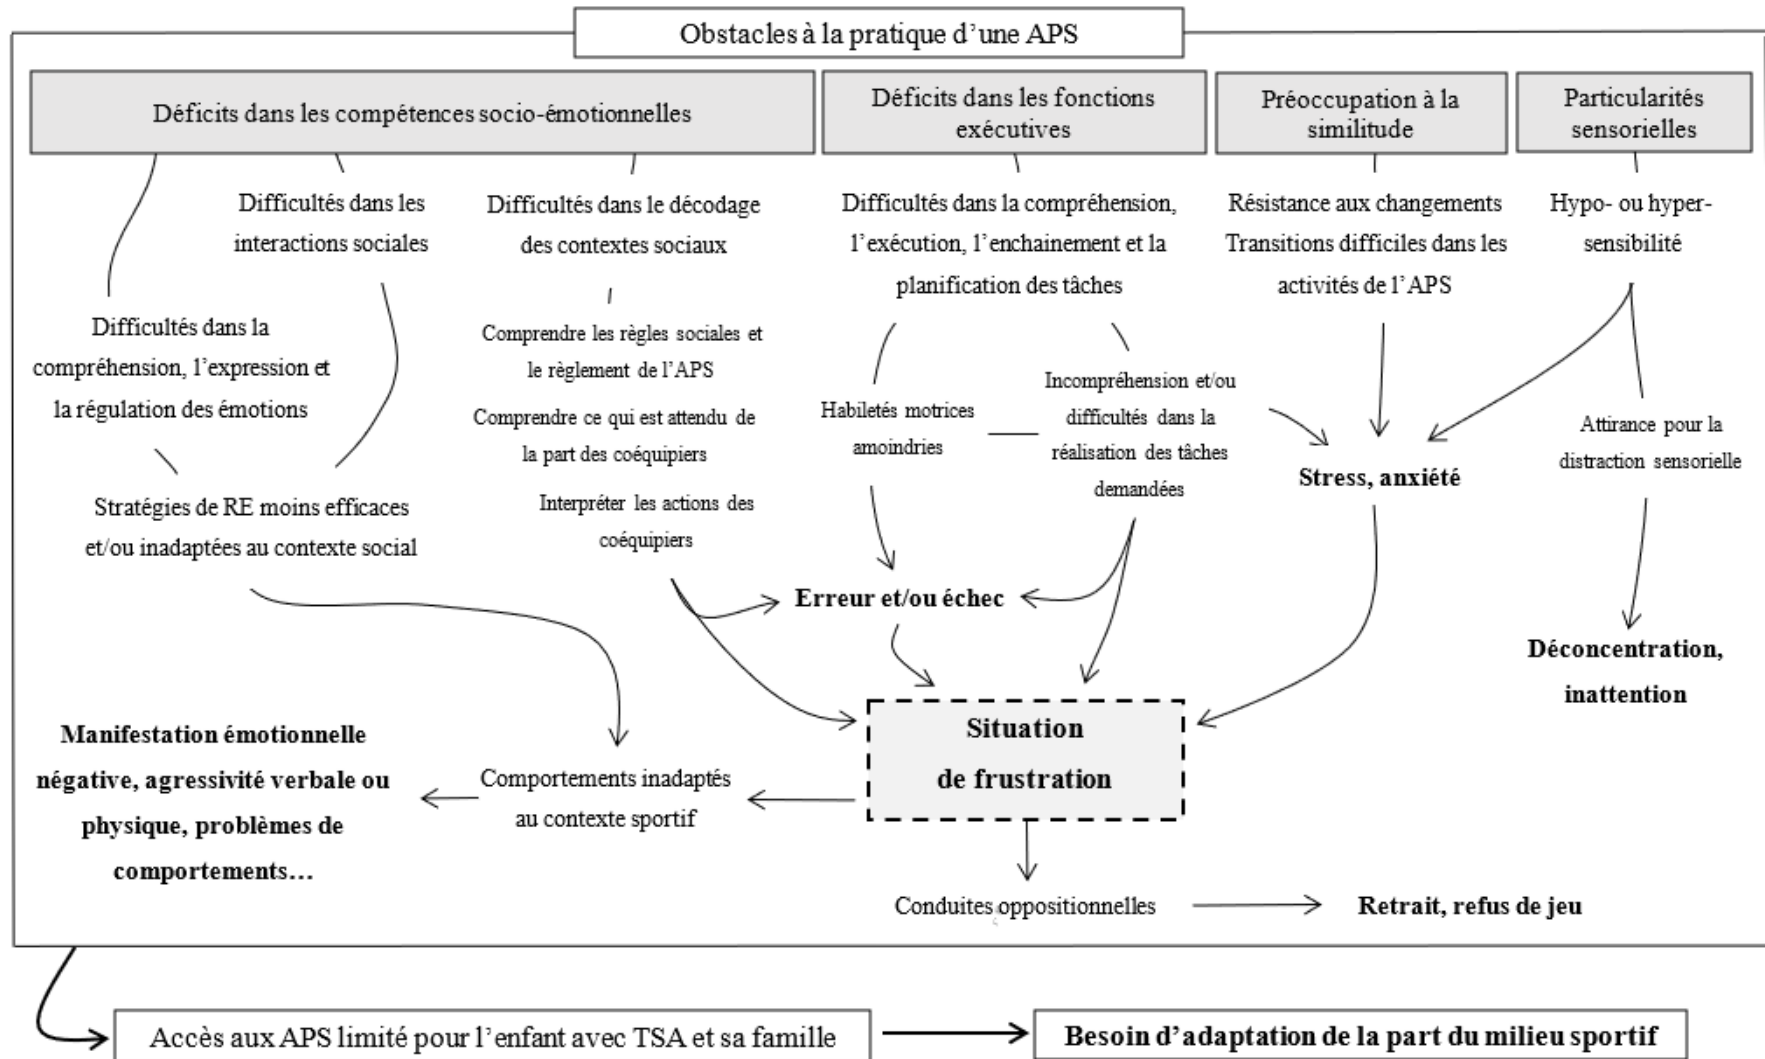 Obstacles à la pratique d’une APS
Déficits dans les compétences socio-émotionnelles
Déficits dans les fonctions
exécutives
Préoccupation à la
similitude
Particularités
sensorielles
Difficultés dans les
interactions sociales
Difficultés dans le décodage
des contextes sociaux
Difficultés dans la compréhension,
l’exécution, l’enchainement et la
planification des tâches
Résistance aux changements
Transitions difficiles dans les
activités de l’APS
Hypo- ou hyper-
sensibilité
Difficultés dans la
compréhension, l’expression et
la régulation des émotions
Comprendre les règles sociales et
le règlement de l’APS
Comprendre ce qui est attendu de
la part des coéquipiers
Interpréter les actions des
coéquipiers
Habiletés motrices
amoindries
Incompréhension et/ou
difficultés dans la
réalisation des tâches
demandées
Stress, anxiété
Attirance pour la
distraction sensorielle
Stratégies de RE moins efficaces
et/ou inadaptées au contexte social
Erreur et/ou échec
Déconcentration,
inattention
Situation
de frustration
Manifestation émotionnelle
négative, agressivité verbale ou
physique, problèmes de
comportements…
Comportements inadaptés
au contexte sportif
Conduites oppositionnelles
Retrait, refus de jeu
Accès aux APS limité pour l’enfant avec TSA et sa famille
Besoin d’adaptation de la part du milieu sportif